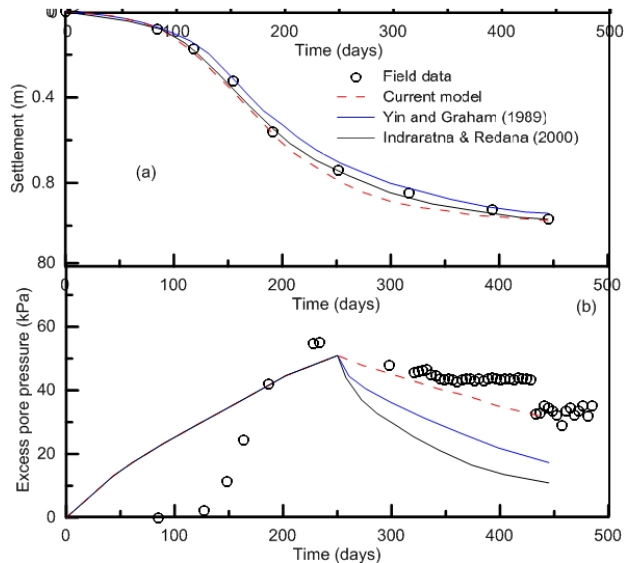 0 100 200 300 400 500
Time (days)
Field data
Current model
Yin and Graham (1989)
Indraratna & Redana (2000)
0
0.4
0.8
Settlement (m)
(a)
0 100 200 300 400 500
Time (days)
(b)
80
60
40
20
0
Excess pore pressure (kPa)
0 100 200 300 400 500
Time (days)